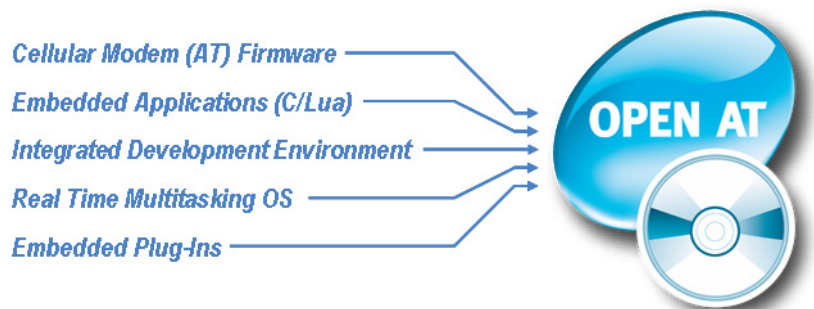 Cellular Modem (AT) Firmware
Embedded Applications (C/Lua)
Integrated Development Environment
Real Time Multitasking OS
Embedded Plug-Ins
OPEN AT